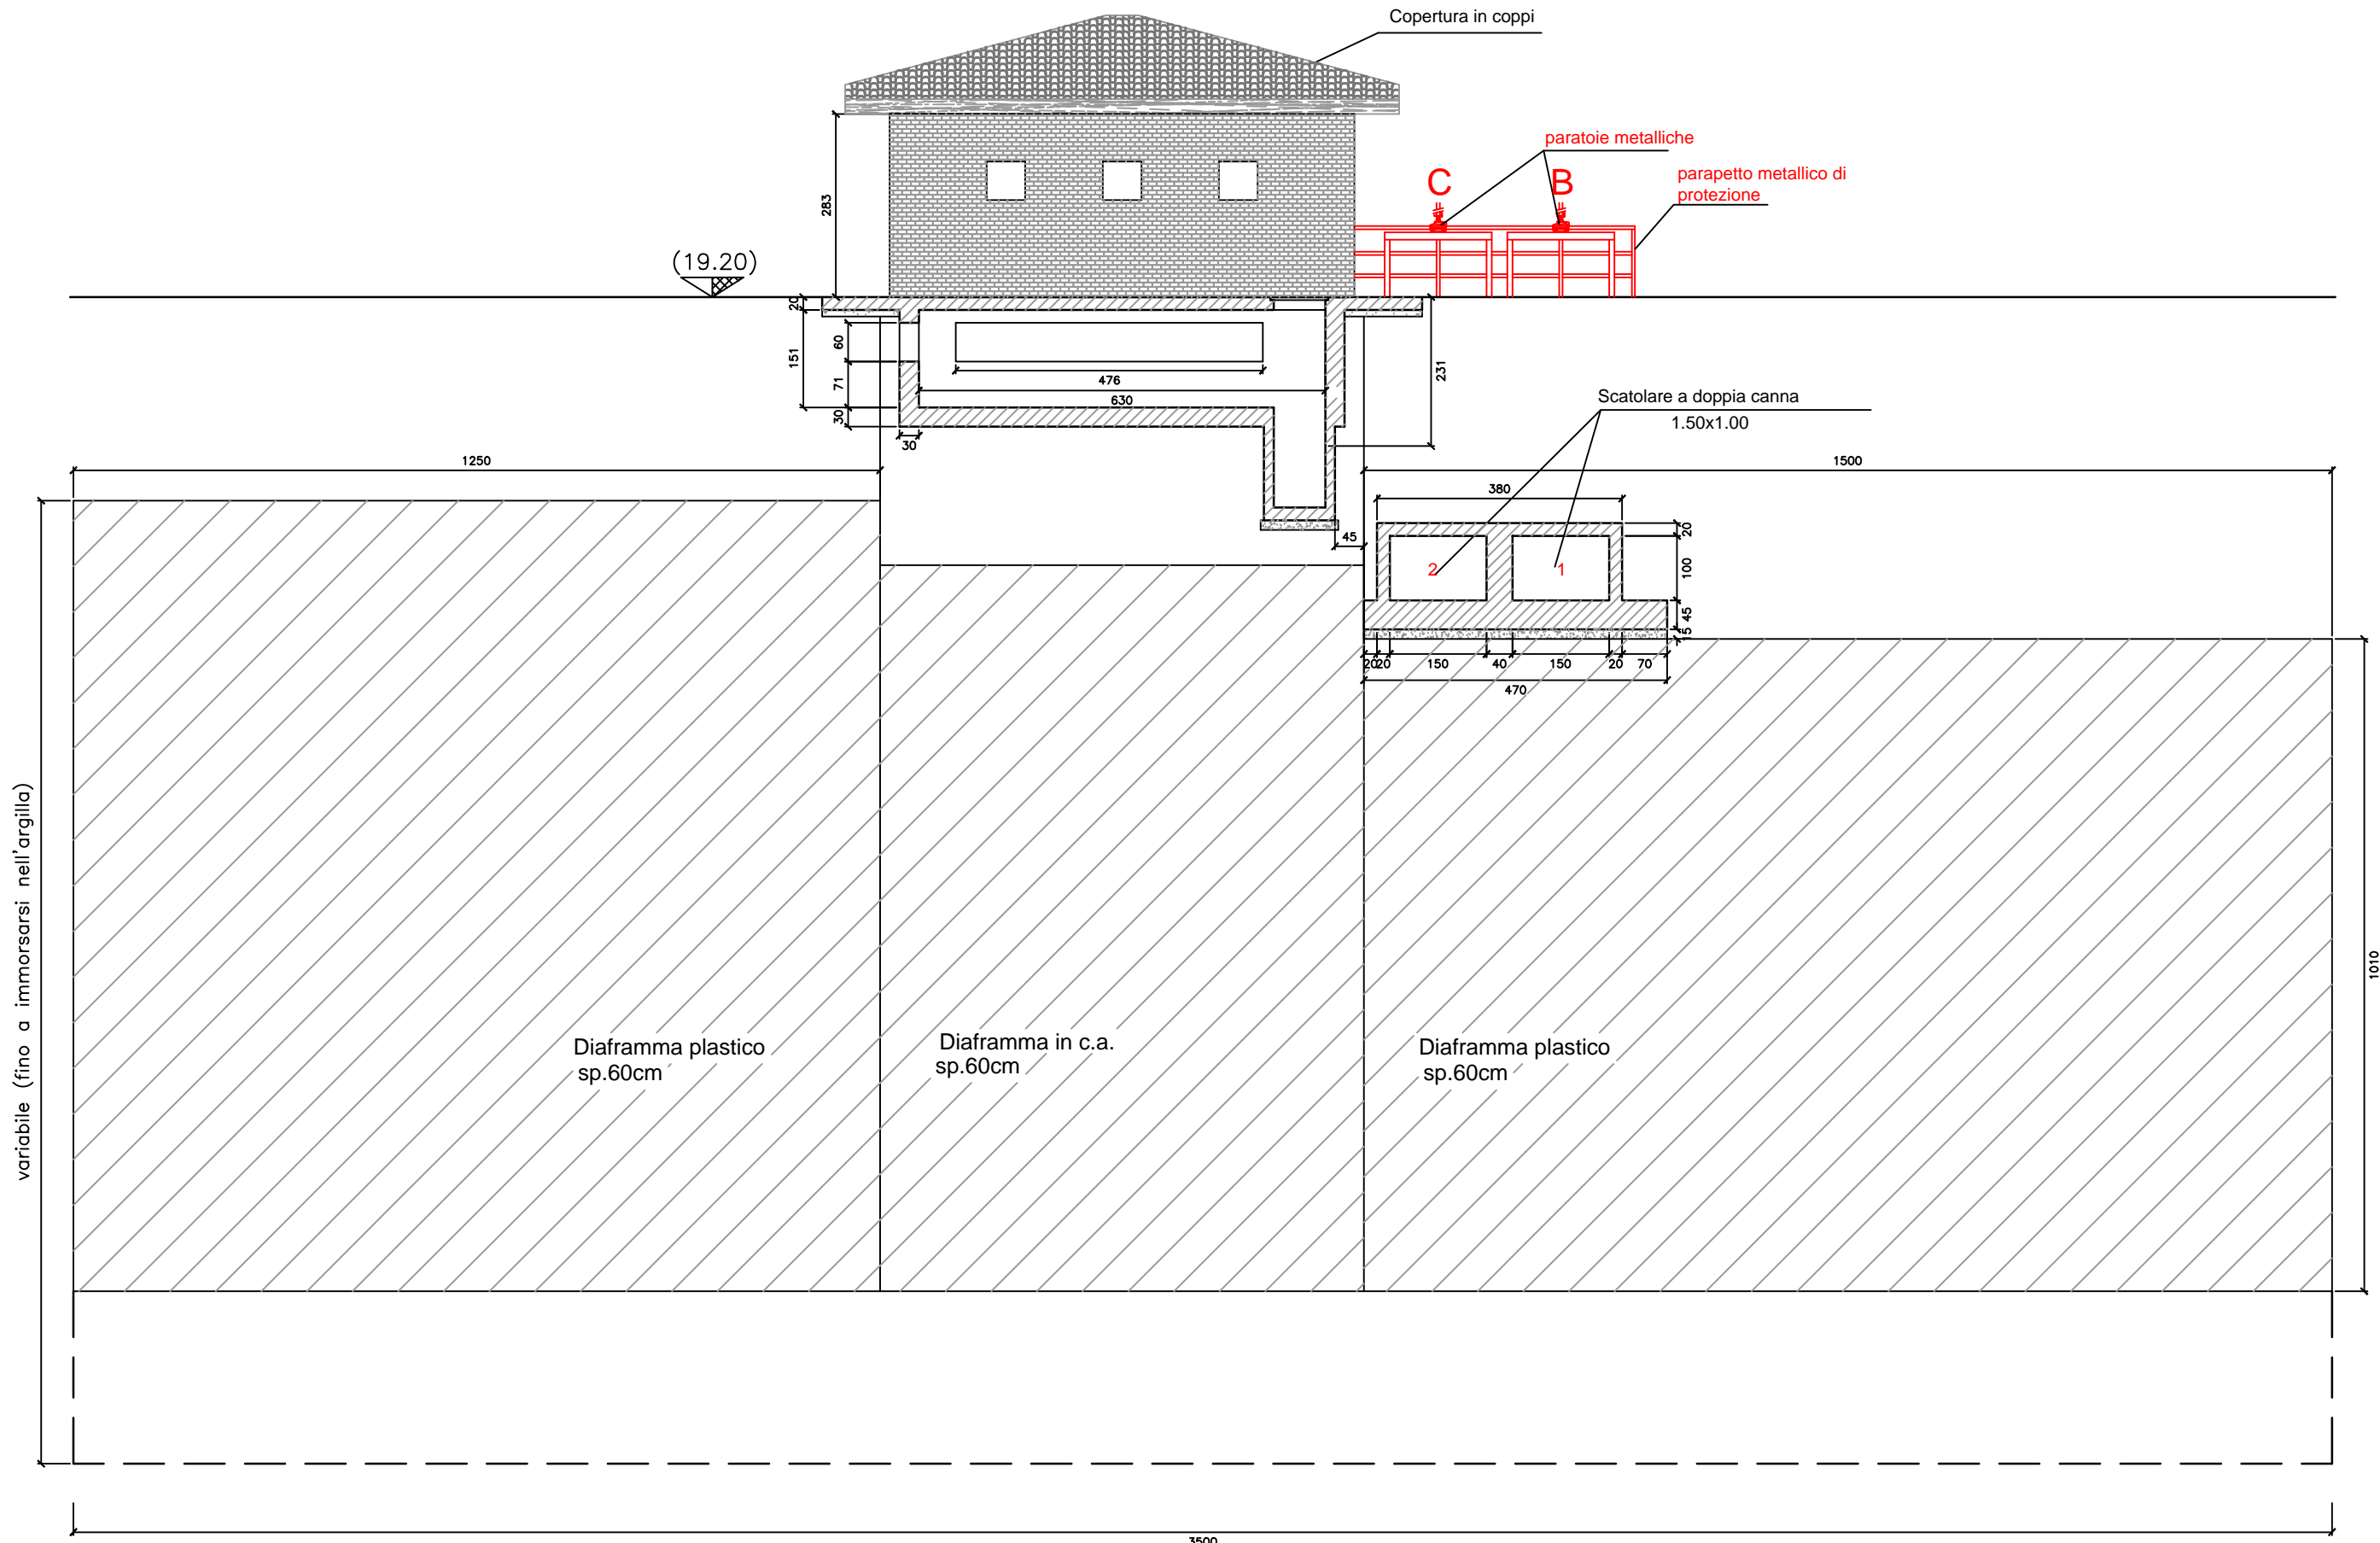 Copertura in coppi
paratoie metalliche
parapetto metallico di
protezione
C
B
283
(19.20)
20
151
60
71
30
30
476
630
231
Scatolare a doppia canna
1.50x1.00
1250
1500
380
45
20
100
45
15
2
1
20
20
150
40
150
20
70
470
variabile (fino a immorsarsi nell'argilla)
1010
Diaframma plastico
sp.60cm
Diaframma in c.a.
sp.60cm
Diaframma plastico
sp.60cm
3500